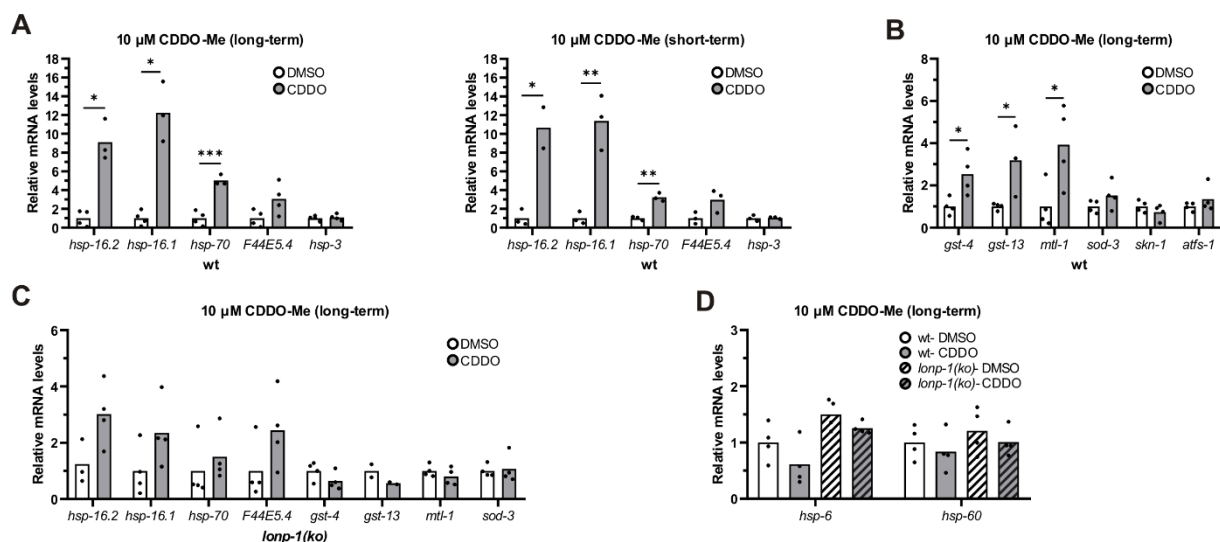 A
10 µM CDDO-Me (long-term)
Relative mRNA levels
18
16
14
12
10
8
6
4
2
0
DMSO
CDDO
*
*
***
hsp-16.2 hsp-16.1 hsp-70 F44E5.4 hsp-3
wt
10 µM CDDO-Me (short-term)
Relative mRNA levels
18
16
14
12
10
8
6
4
2
0
DMSO
CDDO
*
**
**
hsp-16.2 hsp-16.1 hsp-70 F44E5.4 hsp-3
wt
B
10 µM CDDO-Me (long-term)
Relative mRNA levels
8
6
4
2
0
DMSO
CDDO
*
*
*
gst-4 gst-13 mtl-1 sod-3 skn-1 atfs-1
wt
C
10 µM CDDO-Me (long-term)
Relative mRNA levels
6
4
2
0
DMSO
CDDO
hsp-16.2 hsp-16.1 hsp-70 F44E5.4 gst-4 gst-13 mtl-1 sod-3
lonp-1(ko)
D
10 µM CDDO-Me (long-term)
Relative mRNA levels
3
2
1
0
wt- DMSO
wt- CDDO
lonp-1(ko)- DMSO
lonp-1(ko)- CDDO
hsp-6 hsp-60